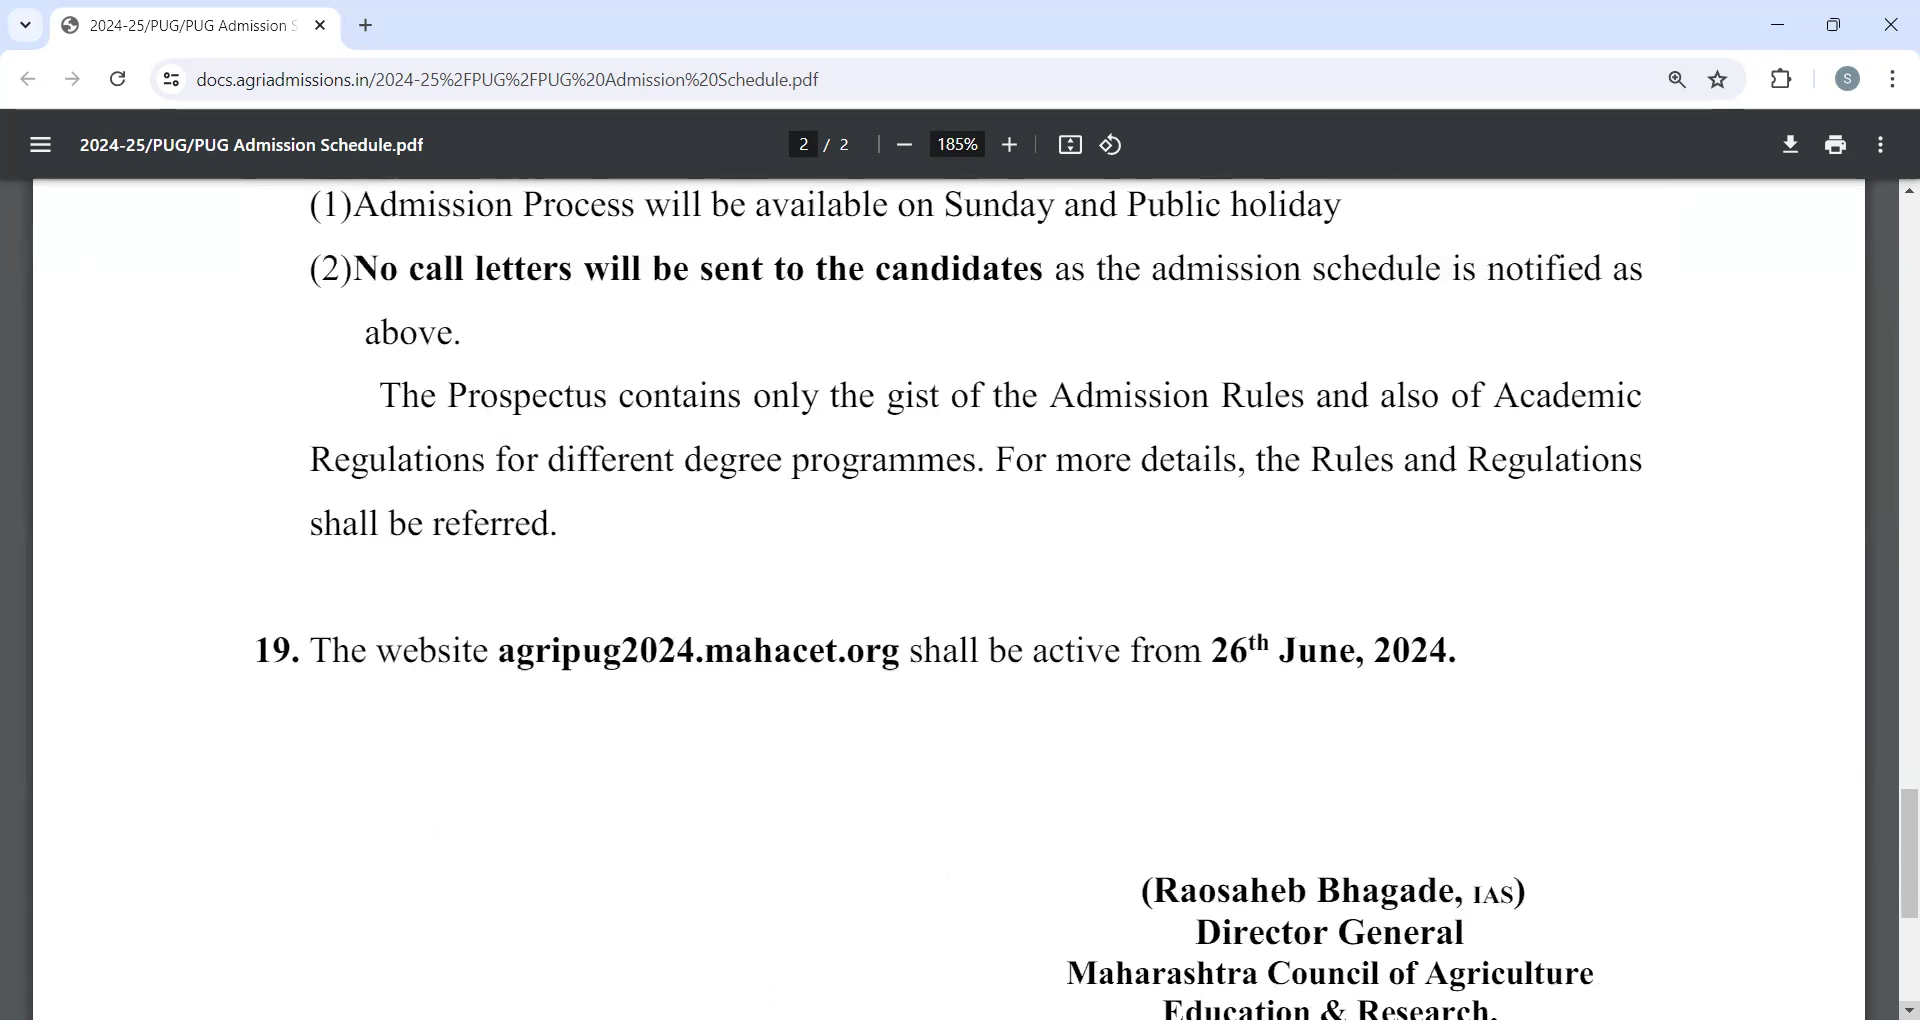 2024-25/PUG/PUG Admission S
docs.agriadmissions.in/2024-25%2FPUG%2FPUG%20Admission%20Schedule.pdf
S
2024-25/PUG/PUG Admission Schedule.pdf
2 / 2
185%
(1)Admission Process will be available on Sunday and Public holiday
(2)No call letters will be sent to the candidates as the admission schedule is notified as
above.
The Prospectus contains only the gist of the Admission Rules and also of Academic
Regulations for different degree programmes. For more details, the Rules and Regulations
shall be referred.
19. The website agripug2024.mahacet.org shall be active from 26th June, 2024.
(Raosaheb Bhagade, IAS)
Director General
Maharashtra Council of Agriculture
Education & Research,